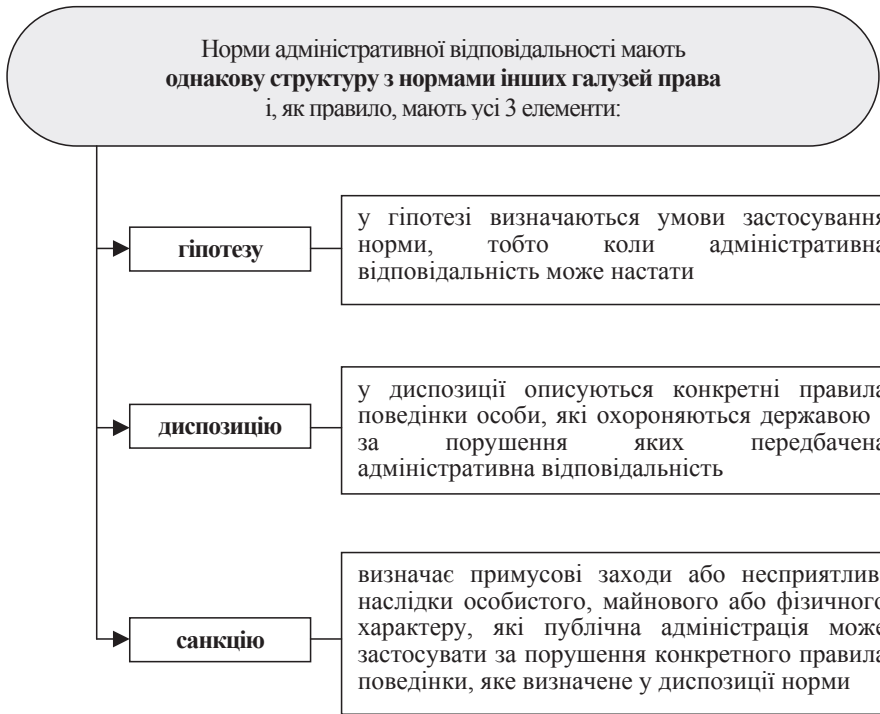 Норми адміністративної відповідальності мають
однакову структуру з нормами інших галузей права
і, як правило, мають усі 3 елементи:
гіпотезу
у гіпотезі визначаються умови застосування
норми, тобто коли адміністративна
відповідальність може настати
диспозицію
у диспозиції описуються конкретні правила
поведінки особи, які охороняються державою
за порушення яких передбачена
адміністративна відповідальність
санкцію
визначає примусові заходи або несприятливі
наслідки особистого, майнового або фізичного
характеру, які публічна адміністрація може
застосувати за порушення конкретного правила
поведінки, яке визначене у диспозиції норми